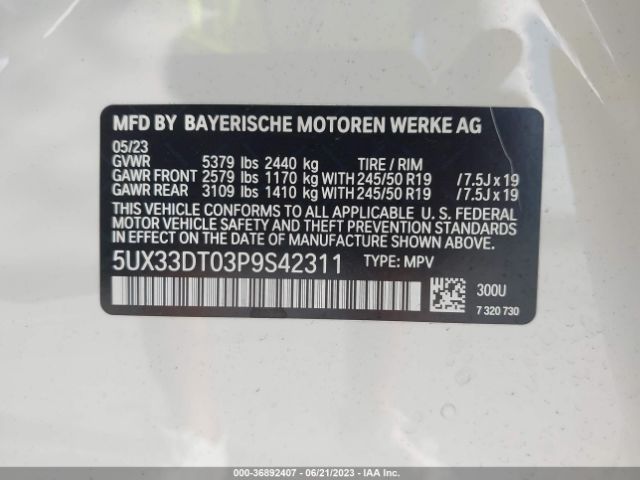 MFD BY BAYERISCHE MOTOREN WERKE AG
05/23
GVWR 5379 lbs 2440 kg TIRE / RIM
GAWR FRONT 2579 lbs 1170 kg WITH 245/50 R19 /7.5J x 19
GAWR REAR 3109 lbs 1410 kg WITH 245/50 R19 /7.5J x 19
THIS VEHICLE CONFORMS TO ALL APPLICABLE U. S. FEDERAL
MOTOR VEHICLE SAFETY AND THEFT PREVENTION STANDARDS IN
EFFECT ON THE DATE OF MANUFACTURE SHOWN ABOVE.
5UX33DT03P9S42311 TYPE: MPV
300U
7 320 730
000-36892407 - 06/21/2023 - IAAI.com